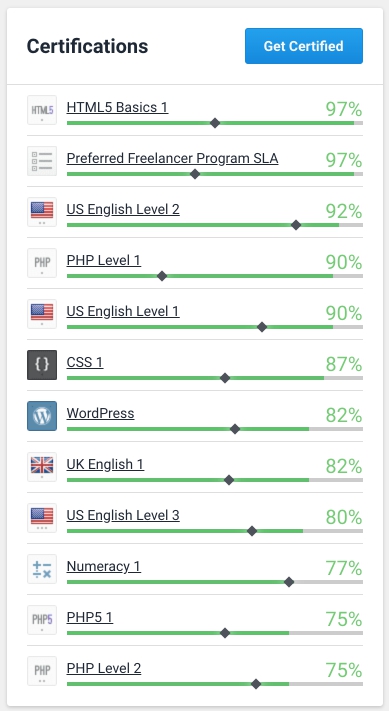 Certifications
Get Certified
HTML5
HTML5 Basics 1
97%
Preferred Freelancer Program SLA
97%
US English Level 2
92%
PHP
PHP Level 1
90%
US English Level 1
90%
{ }
CSS 1
87%
WordPress
82%
UK English 1
82%
US English Level 3
80%
Numeracy 1
77%
PHP5
PHP5 1
75%
PHP
PHP Level 2
75%